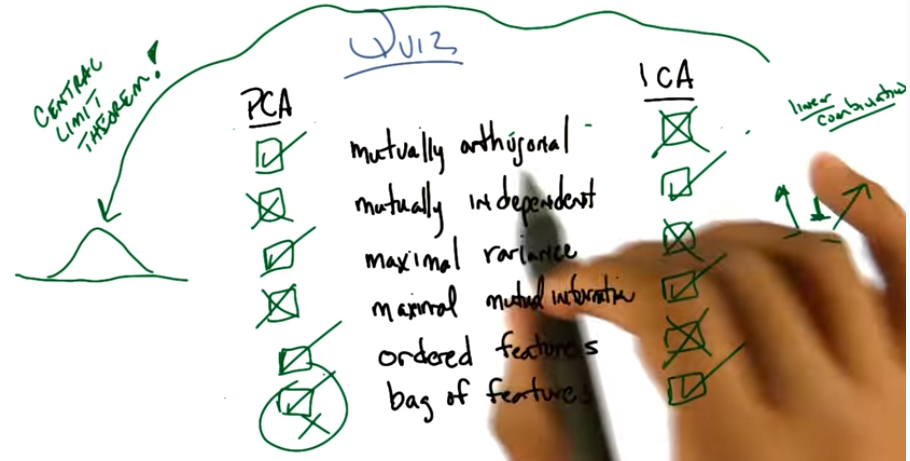 QUIZ
CENTRAL
LIMIT
THEOREM!
PCA
ICA
linear
combination
mutually orthogonal
mutually independent
maximal variance
maximal mutual information
ordered features
bag of features